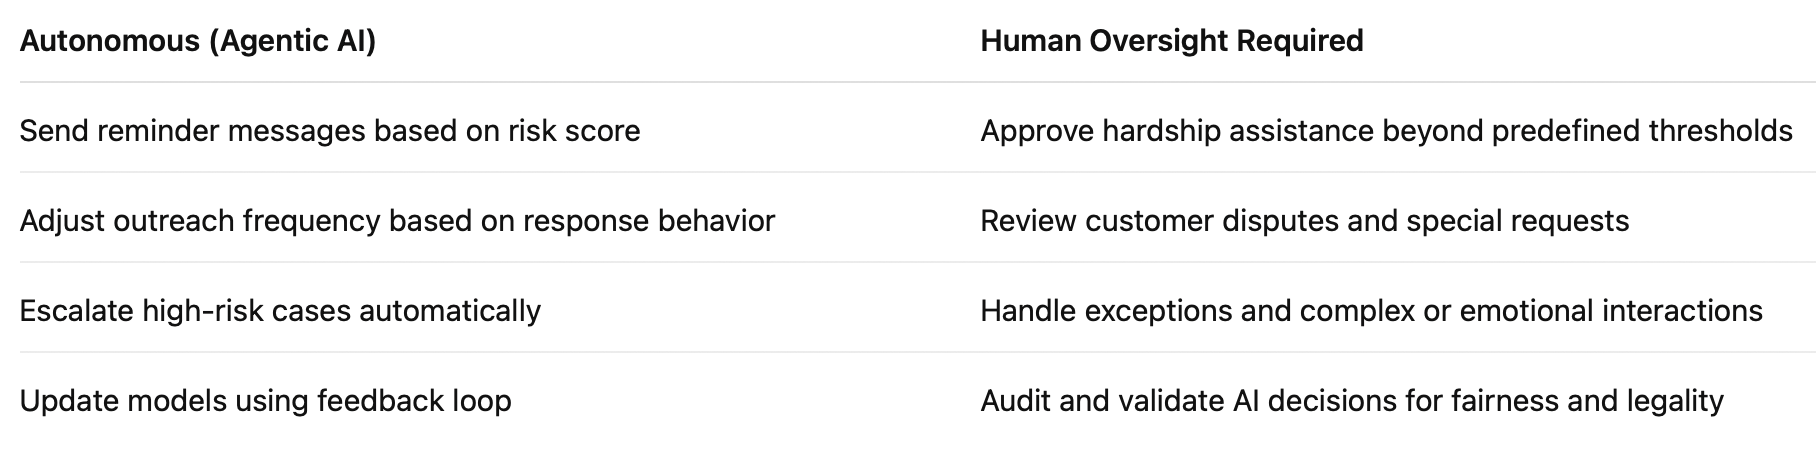 Autonomous (Agentic AI) Human Oversight Required
Send reminder messages based on risk score Approve hardship assistance beyond predefined thresholds
Adjust outreach frequency based on response behavior Review customer disputes and special requests
Escalate high-risk cases automatically Handle exceptions and complex or emotional interactions
Update models using feedback loop Audit and validate AI decisions for fairness and legality